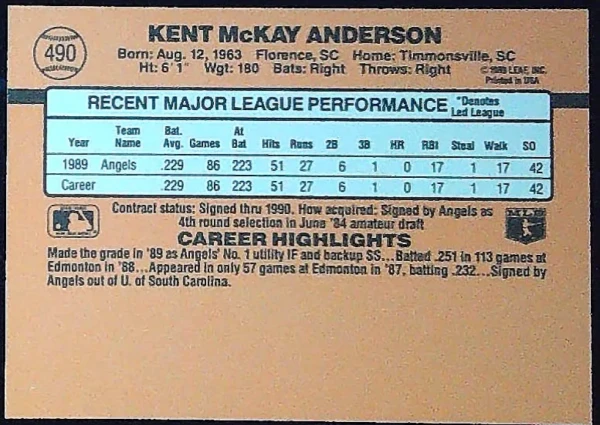 490
KENT McKAY ANDERSON
Born: Aug. 12, 1963 Florence, SC Home: Timmonsville, SC
Ht: 6' 1" Wgt: 180 Bats: Right Throws: Right
LEAF, INC.
Printed in USA
RECENT MAJOR LEAGUE PERFORMANCE *Denotes Led League
Year Team Name Bat. Avg. Games At Bat Hits Runs 2B 3B HR RBI Steal Walk SO
1989 Angels .229 86 223 51 27 6 1 0 17 1 17 42
Career .229 86 223 51 27 6 1 0 17 1 17 42
Contract status: Signed thru 1990. How acquired: Signed by Angels as
4th round selection in June '84 amateur draft
CAREER HIGHLIGHTS
Made the grade in '89 as Angels' No. 1 utility IF and backup SS...Batted .251 in 113 games at
Edmonton in '88...Appeared in only 57 games at Edmonton in '87, batting .232...Signed by
Angels out of U. of South Carolina.